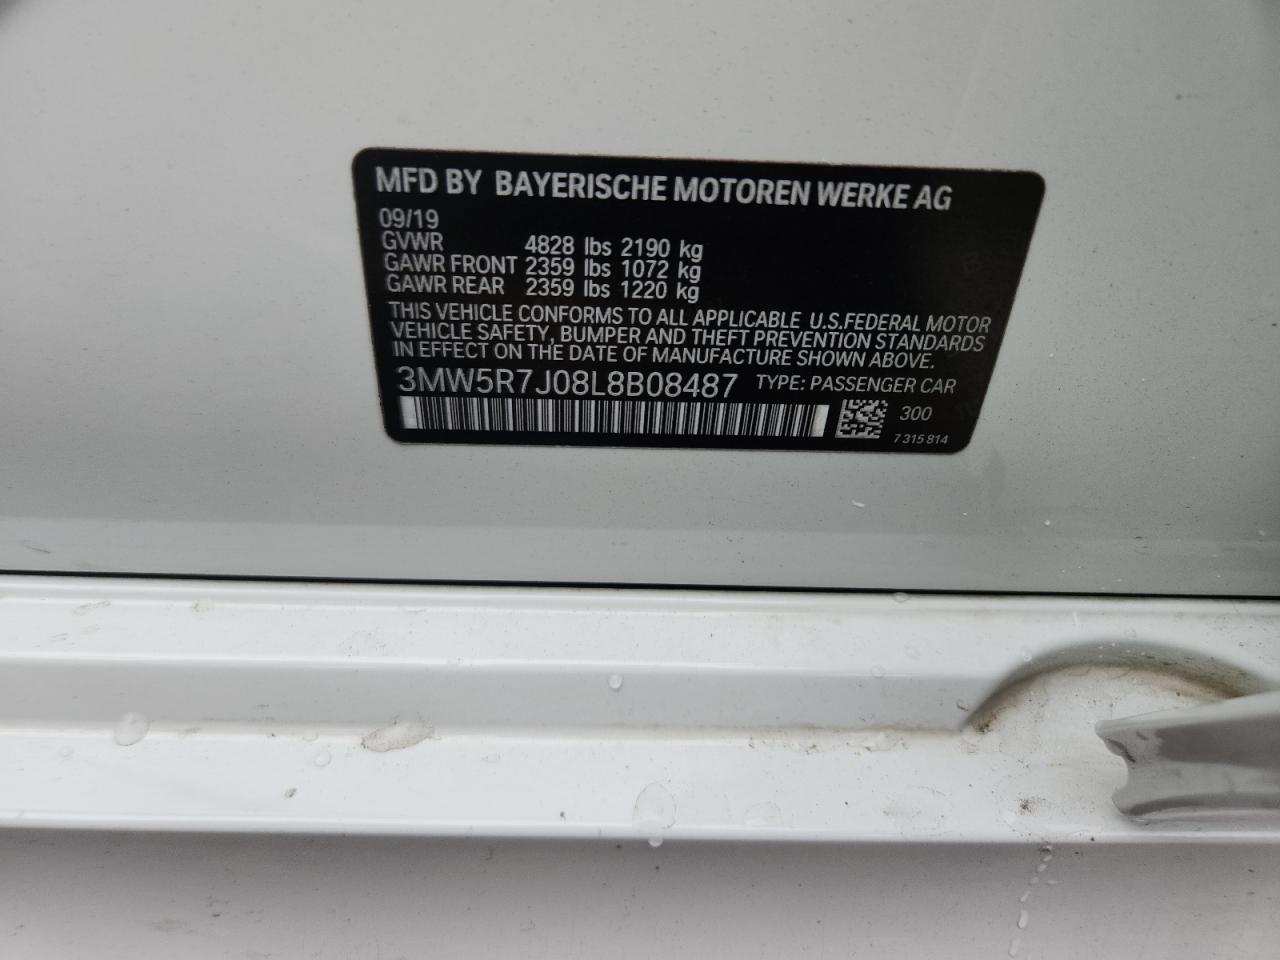 MFD BY BAYERISCHE MOTOREN WERKE AG
09/19
GVWR 4828 lbs 2190 kg
GAWR FRONT 2359 lbs 1072 kg
GAWR REAR 2359 lbs 1220 kg
THIS VEHICLE CONFORMS TO ALL APPLICABLE U.S.FEDERAL MOTOR
VEHICLE SAFETY, BUMPER AND THEFT PREVENTION STANDARDS
IN EFFECT ON THE DATE OF MANUFACTURE SHOWN ABOVE.
3MW5R7J08L8B08487 TYPE: PASSENGER CAR
300
7 315 814